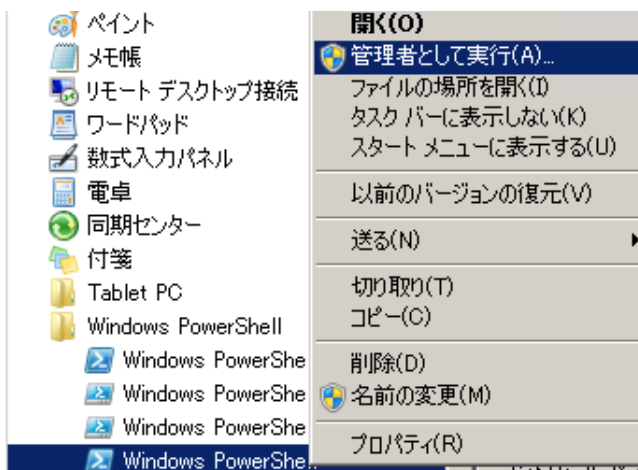 ペイント
メモ帳
リモート デスクトップ接続
ワードパッド
数式入力パネル
電卓
同期センター
付箋
Tablet PC
Windows PowerShell
Windows PowerShe
Windows PowerShe
Windows PowerShe
Windows PowerShe
開く(O)
管理者として実行(A)...
ファイルの場所を開く(I)
タスク バーに表示しない(K)
スタート メニューに表示する(U)
以前のバージョンの復元(V)
送る(N)
切り取り(T)
コピー(C)
削除(D)
名前の変更(M)
プロパティ(R)